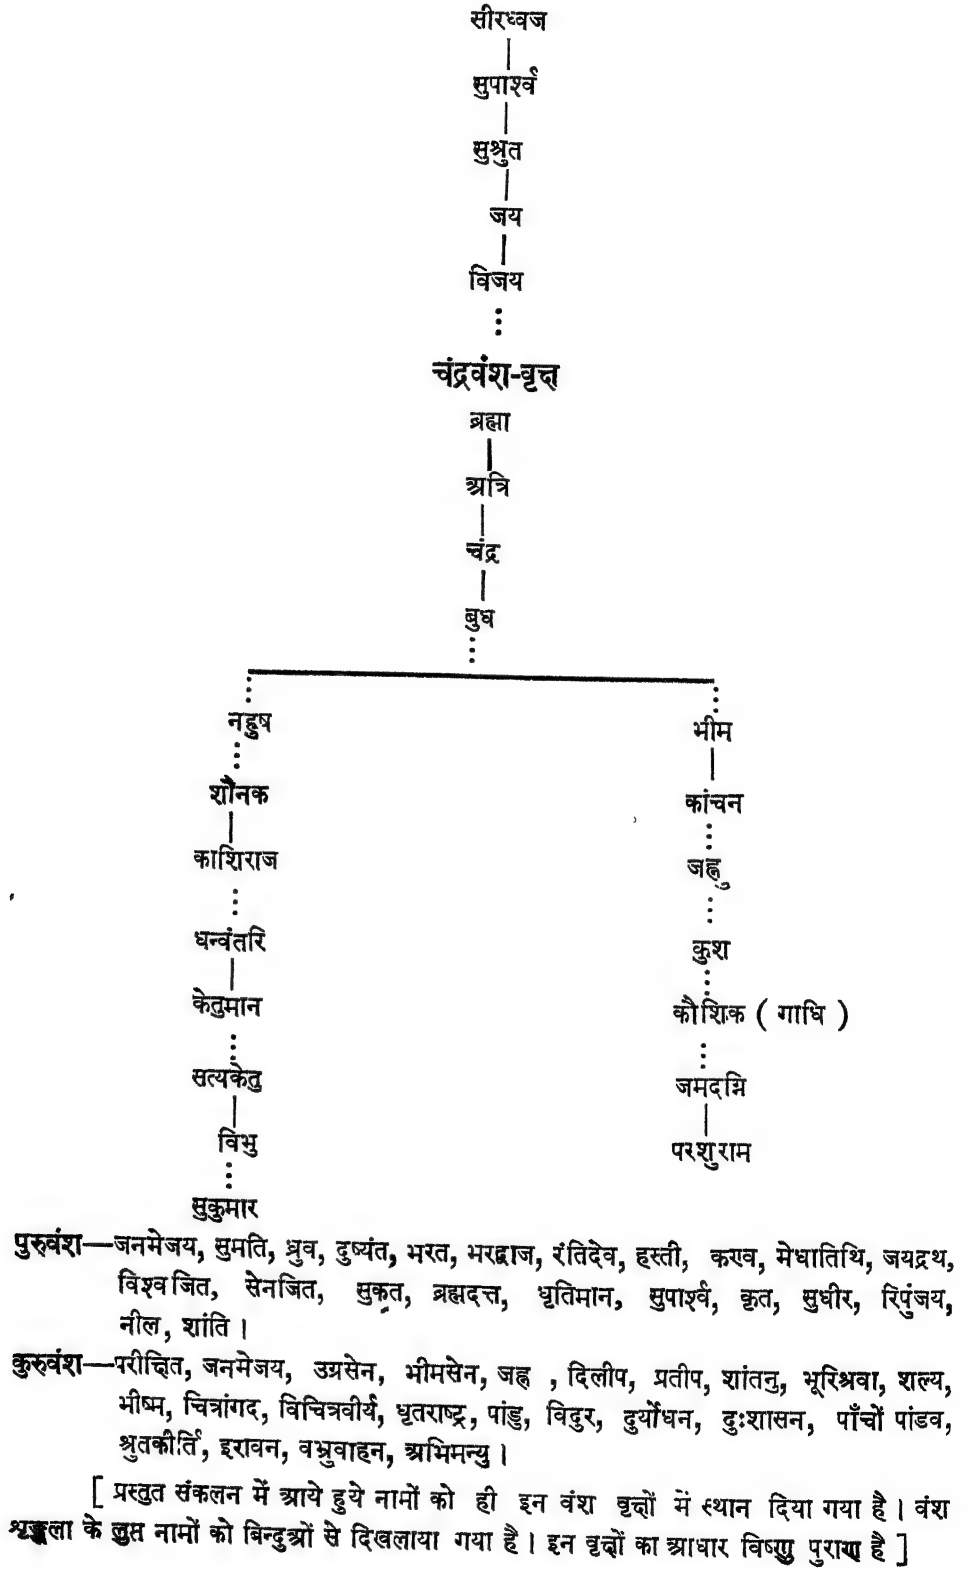 सीरध्वज
सुपार्श्व
सुश्रुत
जय
विजय
चंद्रवंश-वृक्ष
ब्रह्मा
अत्रि
चंद्र
बुध
नहुष
भीम
शौनक
कांचन
काशिराज
जह्नु
धन्वंतरि
कुश
केतुमान
कौशिक ( गाधि )
सत्यकेतु
जमदग्नि
विभु
परशुराम
सुकुमार
पुरुवंश—जनमेजय, सुमति, ध्रुव, दुष्यंत, भरत, भरद्वाज, रंतिदेव, हस्ती, कण्व, मेधातिथि, जयद्रथ,
विश्वजित, सेनजित, सुकृत, ब्रह्मदत्त, धृतिमान, सुपार्श्व, कृत, सुधीर, रिपुंजय,
नील, शांति ।
कुरुवंश—परीक्षित, जनमेजय, उग्रसेन, भीमसेन, जह्न , दिलीप, प्रतीप, शांतनु, भूरिश्रवा, शल्य,
भीष्म, चित्रांगद, विचित्रवीर्य, धृतराष्ट्र, पांडु, विदुर, दुर्योधन, दुःशासन, पाँचों पांडव,
श्रुतकीर्ति, इरावन, वभ्रुवाहन, अभिमन्यु ।
[ प्रस्तुत संकलन में आये हुये नामों को ही इन वंश वृक्षों में स्थान दिया गया है । वंश
शृङ्खला के लुप्त नामों को बिन्दुओं से दिखलाया गया है । इन वृक्षों का आधार विष्णु पुराण है ]